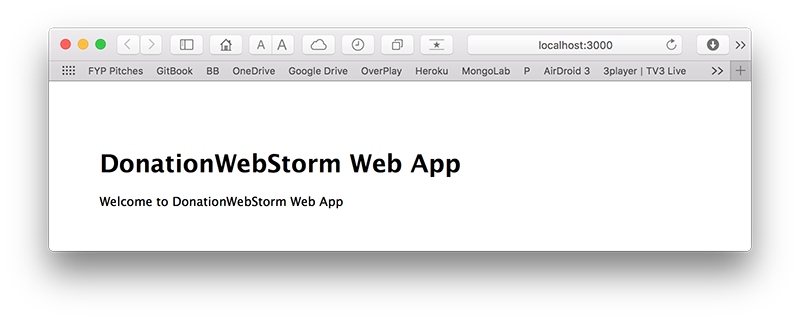 A A localhost:3000
FYP Pitches GitBook BB OneDrive Google Drive OverPlay Heroku MongoLab P AirDroid 3 3player | TV3 Live
DonationWebStorm Web App
Welcome to DonationWebStorm Web App